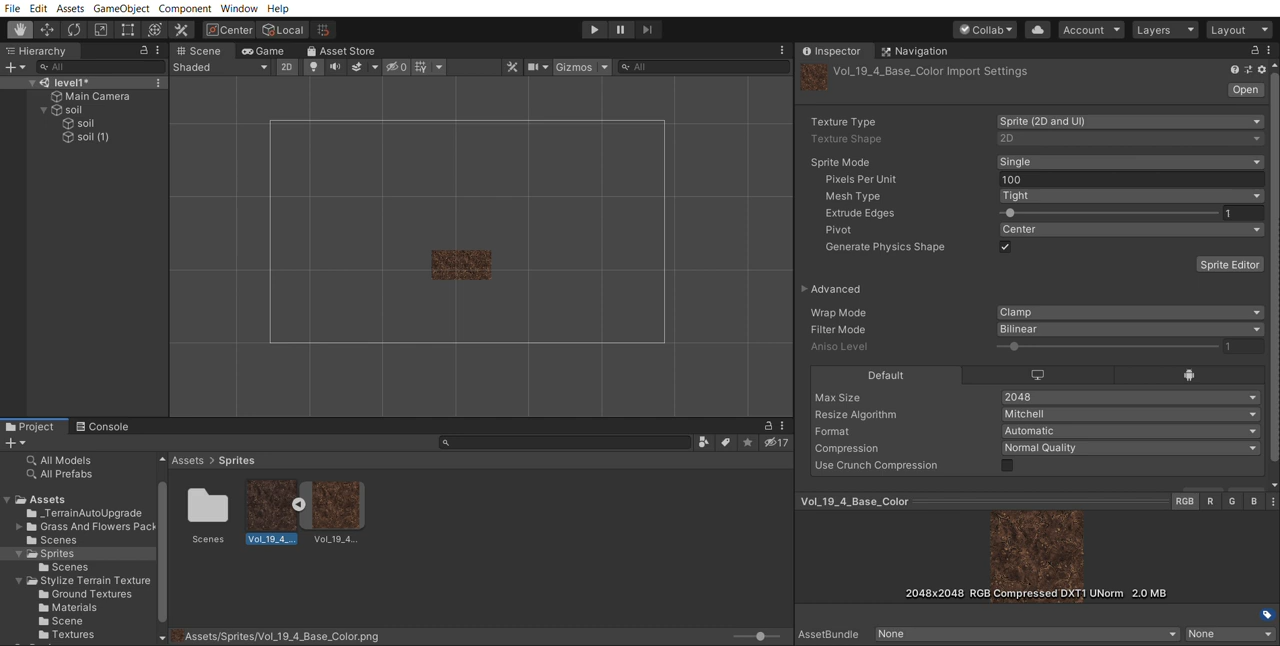 File Edit Assets GameObject Component Window Help
Center Local Collab Account Layers Layout
Hierarchy
All
level1*
Main Camera
soil
soil
soil (1)
Scene Game Asset Store
Shaded 2D 0 Gizmos All
Inspector Navigation
Vol_19_4_Base_Color Import Settings
Open
Texture Type Sprite (2D and UI)
Texture Shape 2D
Sprite Mode Single
Pixels Per Unit 100
Mesh Type Tight
Extrude Edges 1
Pivot Center
Generate Physics Shape
Sprite Editor
Advanced
Wrap Mode Clamp
Filter Mode Bilinear
Aniso Level 1
Default
Max Size 2048
Resize Algorithm Mitchell
Format Automatic
Compression Normal Quality
Use Crunch Compression
Vol_19_4_Base_Color RGB R G B
2048x2048 RGB Compressed DXT1 UNorm 2.0 MB
AssetBundle None None
Project Console
17
All Models
All Prefabs
Assets
_TerrainAutoUpgrade
Grass And Flowers Pack
Scenes
Sprites
Scenes
Stylize Terrain Texture
Ground Textures
Materials
Scene
Textures
Assets > Sprites
Scenes Vol_19_4_... Vol_19_4...
Assets/Sprites/Vol_19_4_Base_Color.png